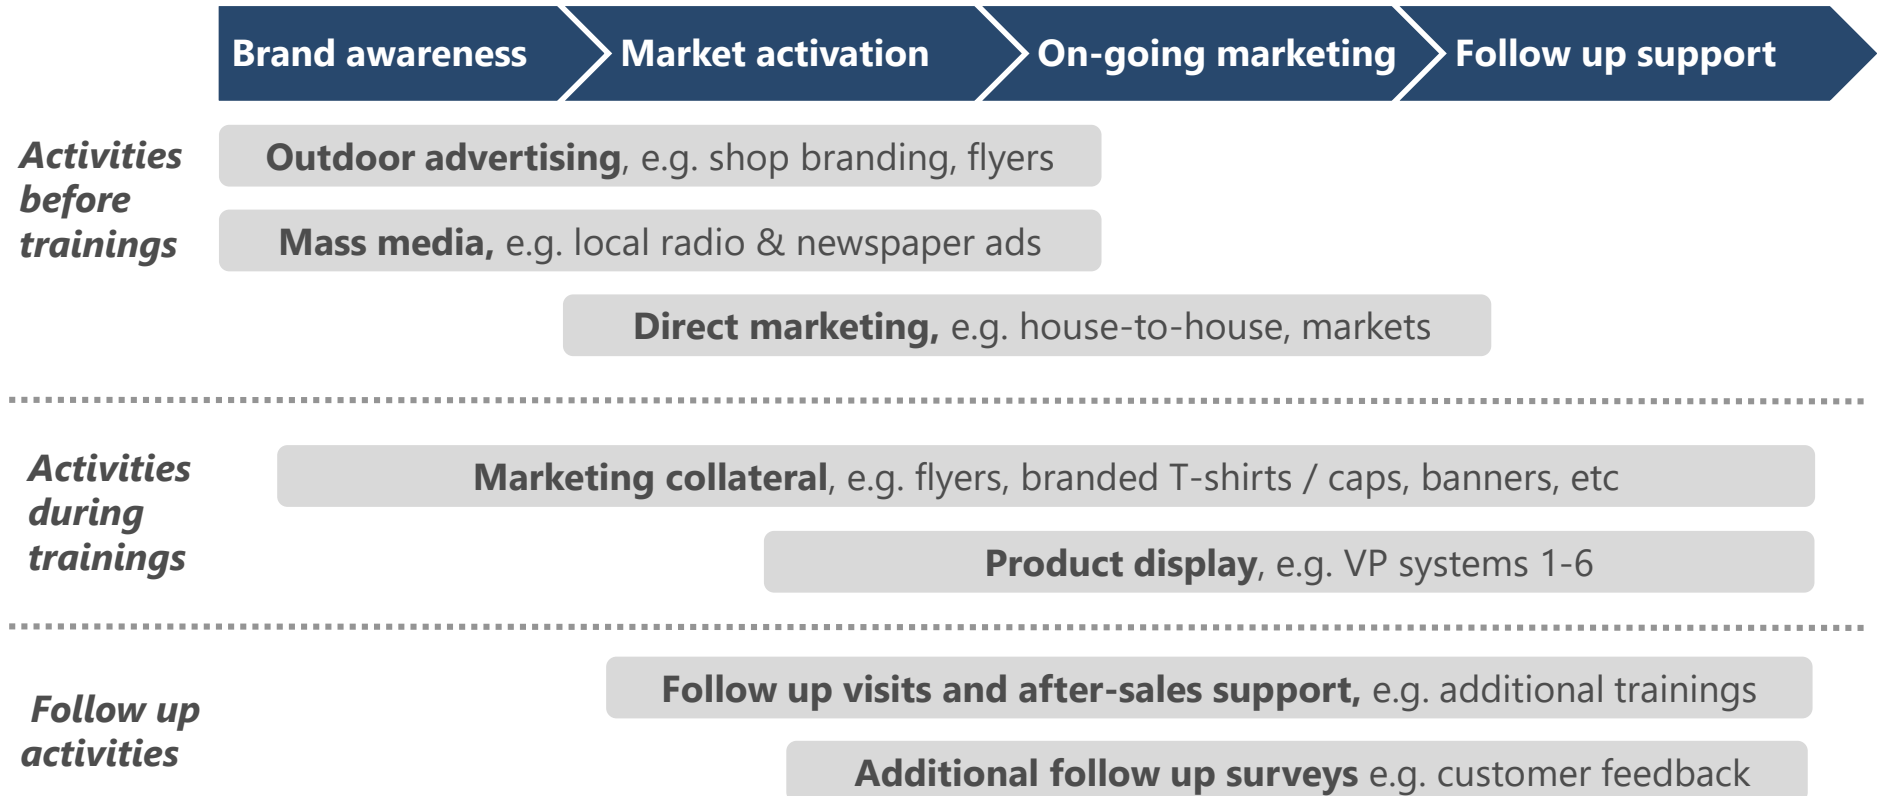 Brand awareness
Market activation
On-going marketing
Follow up support
Activities
before
trainings
Outdoor advertising, e.g. shop branding, flyers
Mass media, e.g. local radio & newspaper ads
Direct marketing, e.g. house-to-house, markets
Activities
during
trainings
Marketing collateral, e.g. flyers, branded T-shirts / caps, banners, etc
Product display, e.g. VP systems 1-6
Follow up
activities
Follow up visits and after-sales support, e.g. additional trainings
Additional follow up surveys e.g. customer feedback